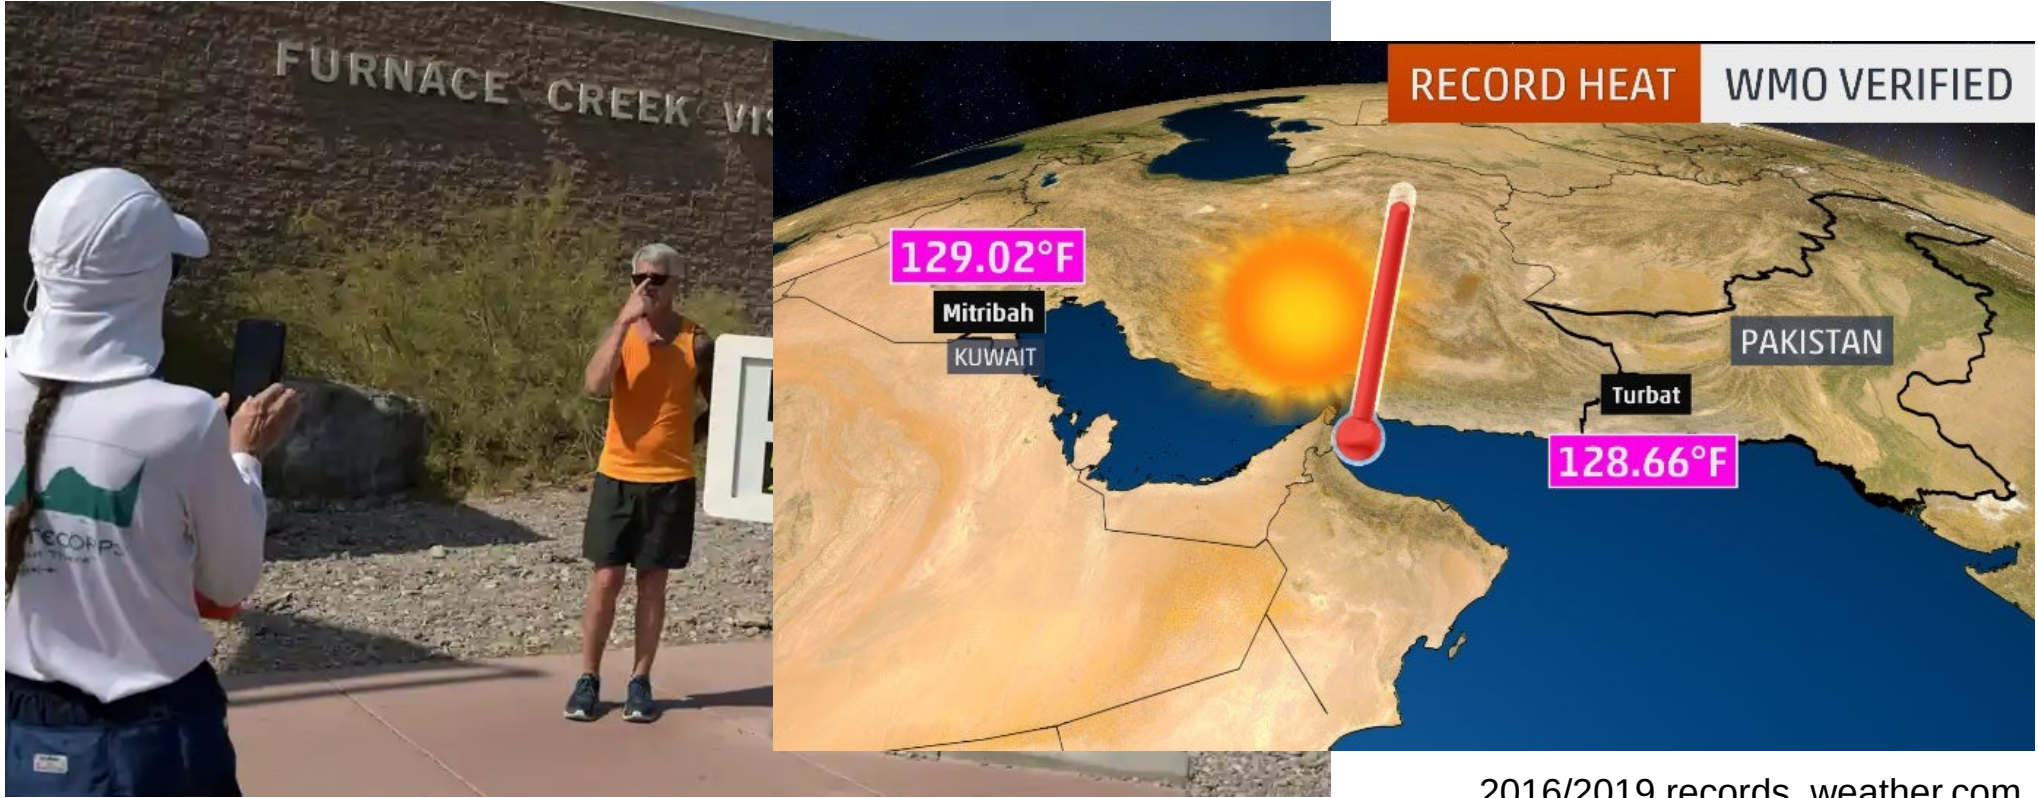 FURNACE CREEK
RECORD HEAT
WMO VERIFIED
129.02°F
Mitribah
KUWAIT
PAKISTAN
Turbat
128.66°F
2016/2019 records, weather.com